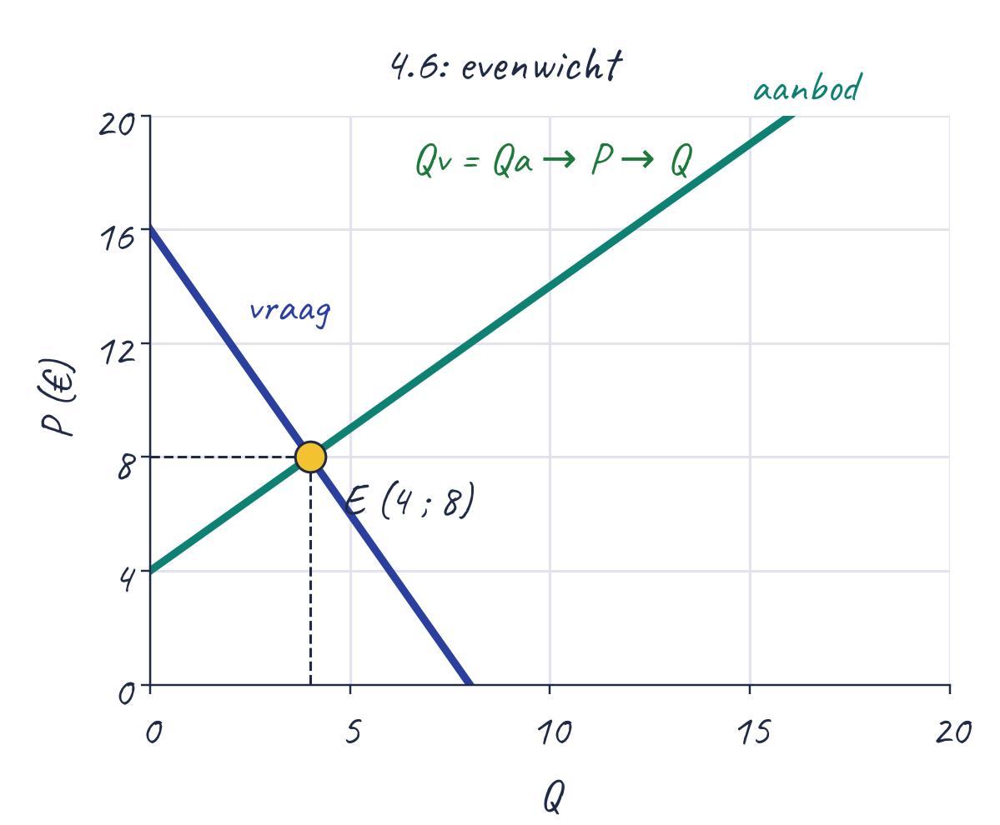 4.6: evenwicht
aanbod
20
Qv = Qa → P → Q
16
vraag
12
P (€)
8
E (4 ; 8)
4
0
0 5 10 15 20
Q